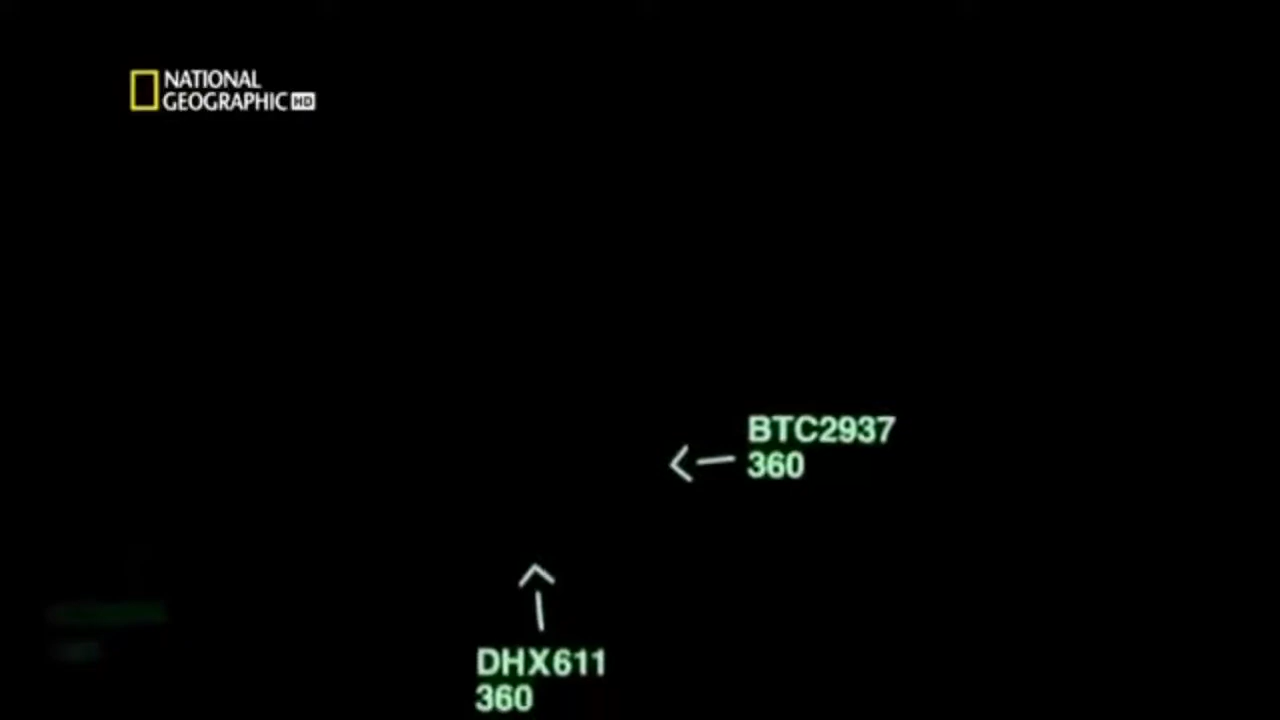 NATIONAL
GEOGRAPHIC HD
BTC2937
360
DHX611
360